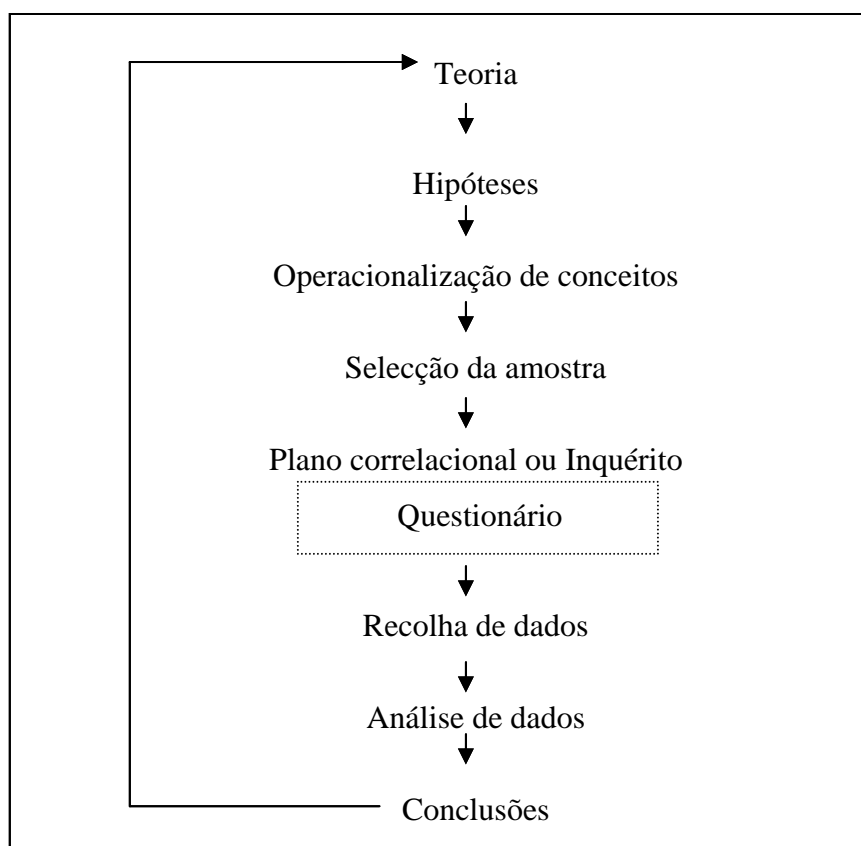 Teoria
Hipóteses
Operacionalização de conceitos
Selecção da amostra
Plano correlacional ou Inquérito
Questionário
Recolha de dados
Análise de dados
Conclusões